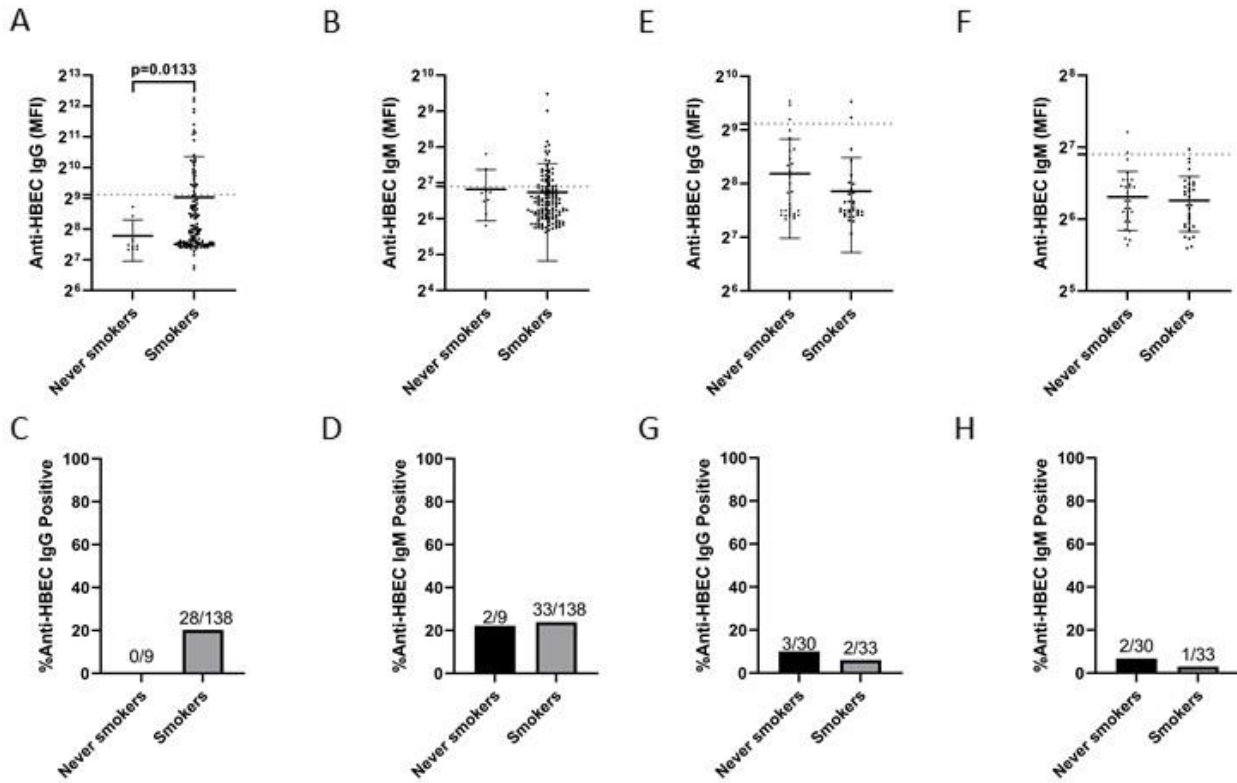 A
B
E
F
p=0.0133
Anti-HBEC IgG (MFI)
2^13
2^12
2^11
2^10
2^9
2^8
2^7
2^6
Never smokers
Smokers
Anti-HBEC IgM (MFI)
2^10
2^9
2^8
2^7
2^6
2^5
2^4
Never smokers
Smokers
Anti-HBEC IgG (MFI)
2^10
2^9
2^8
2^7
2^6
Never smokers
Smokers
Anti-HBEC IgM (MFI)
2^8
2^7
2^6
2^5
Never smokers
Smokers
C
D
G
H
%Anti-HBEC IgG Positive
100
80
60
40
20
0
0/9
28/138
Never smokers
Smokers
%Anti-HBEC IgM Positive
100
80
60
40
20
0
2/9
33/138
Never smokers
Smokers
%Anti-HBEC IgG Positive
100
80
60
40
20
0
3/30
2/33
Never smokers
Smokers
%Anti-HBEC IgM Positive
100
80
60
40
20
0
2/30
1/33
Never smokers
Smokers